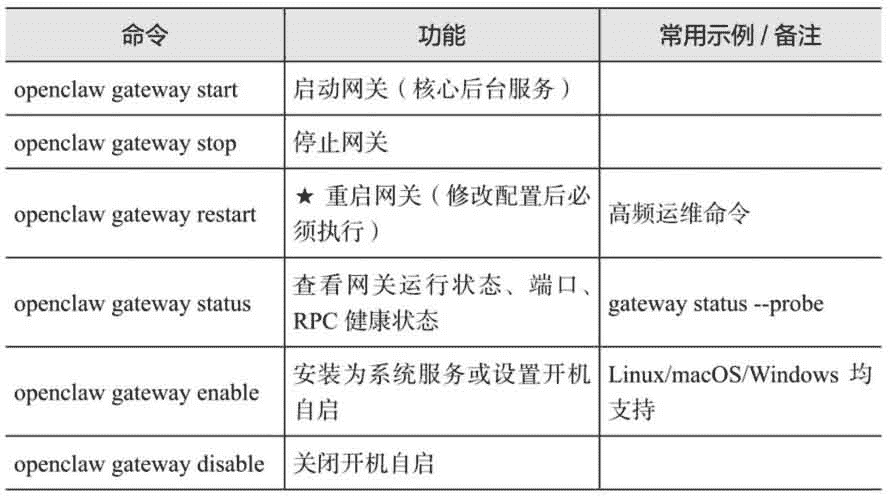 命令 功能 常用示例 / 备注
openclaw gateway start 启动网关（核心后台服务）
openclaw gateway stop 停止网关
openclaw gateway restart ★ 重启网关（修改配置后必须执行） 高频运维命令
openclaw gateway status 查看网关运行状态、端口、RPC 健康状态 gateway status --probe
openclaw gateway enable 安装为系统服务或设置开机自启 Linux/macOS/Windows 均支持
openclaw gateway disable 关闭开机自启